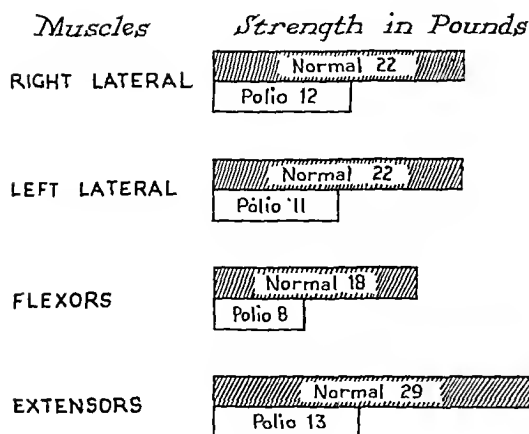 Muscles Strength in Pounds
RIGHT LATERAL Normal 22
Polio 12
LEFT LATERAL Normal 22
Polio 11
FLEXORS Normal 18
Polio 8
EXTENSORS Normal 29
Polio 13